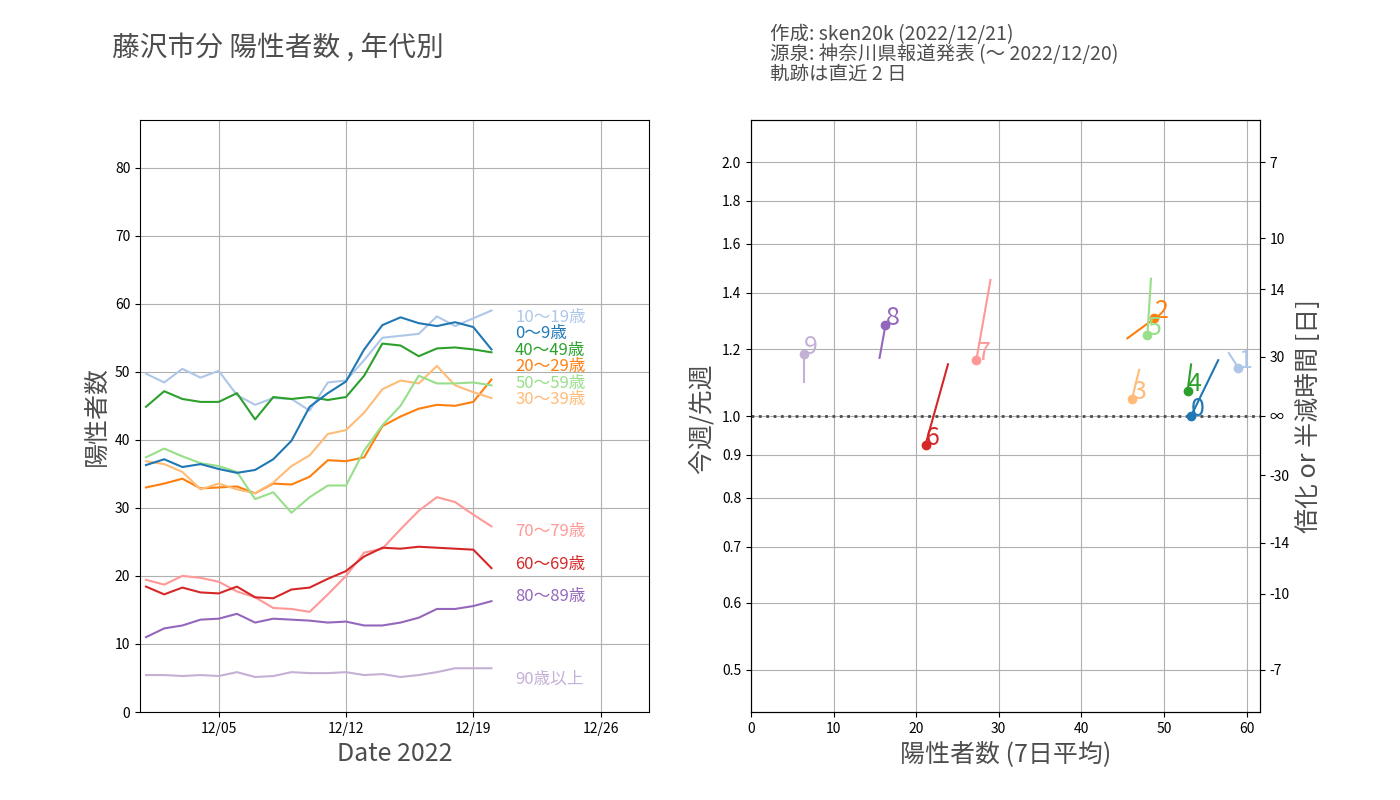 藤沢市分 陽性者数 , 年代別
作成: sken20k (2022/12/21)
源泉: 神奈川県報道発表 (〜 2022/12/20)
軌跡は直近 2 日
陽性者数
80
70
60
50
40
30
20
10
0
12/05
12/12
12/19
12/26
Date 2022
10〜19歳
0〜9歳
40〜49歳
20〜29歳
50〜59歳
30〜39歳
70〜79歳
60〜69歳
80〜89歳
90歳以上
今週/先週
2.0
1.8
1.6
1.4
1.2
1.0
0.9
0.8
0.7
0.6
0.5
9
8
7
6
2
5
3
4
0
1
0
10
20
30
40
50
60
陽性者数 (7日平均)
7
10
14
30
∞
-30
-14
-10
-7
倍化 or 半減時間 [日]